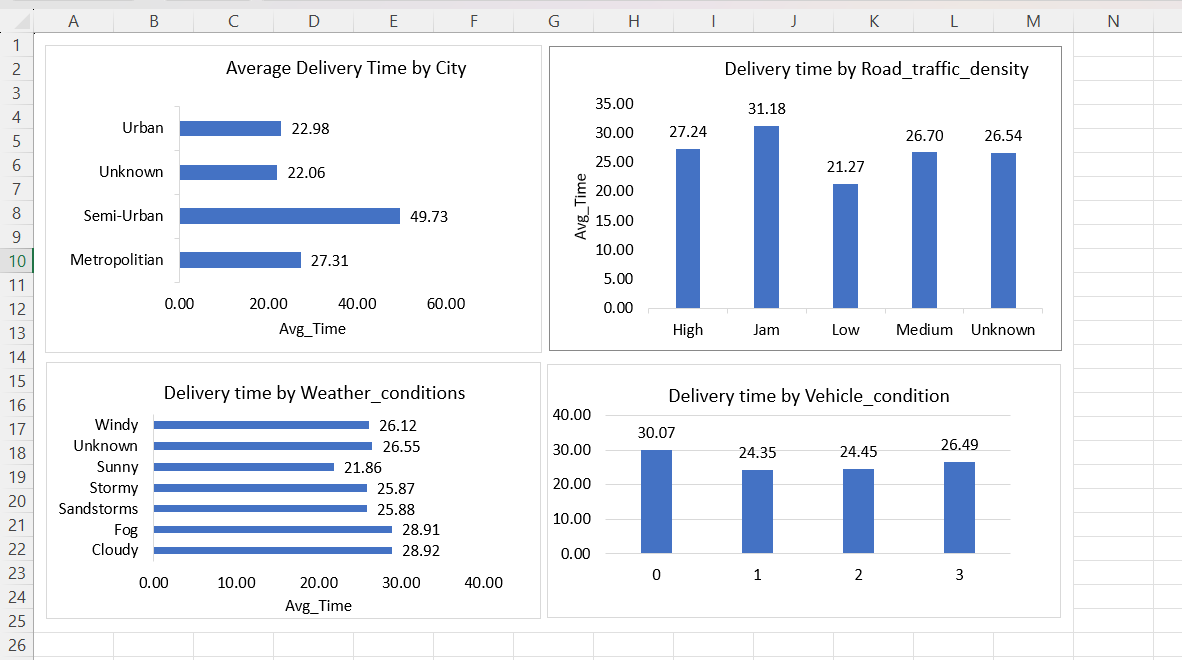 A B C D E F G H I J K L M N
1
2
3
4
5
6
7
8
9
10
11
12
13
14
15
16
17
18
19
20
21
22
23
24
25
26
Average Delivery Time by City
Urban 22.98
Unknown 22.06
Semi-Urban 49.73
Metropolitian 27.31
0.00 20.00 40.00 60.00
Avg_Time
Delivery time by Road_traffic_density
Avg_Time
35.00
30.00
25.00
20.00
15.00
10.00
5.00
0.00
27.24 31.18 21.27 26.70 26.54
High Jam Low Medium Unknown
Delivery time by Weather_conditions
Windy 26.12
Unknown 26.55
Sunny 21.86
Stormy 25.87
Sandstorms 25.88
Fog 28.91
Cloudy 28.92
0.00 10.00 20.00 30.00 40.00
Avg_Time
Delivery time by Vehicle_condition
40.00
30.00
20.00
10.00
0.00
30.07 24.35 24.45 26.49
0 1 2 3